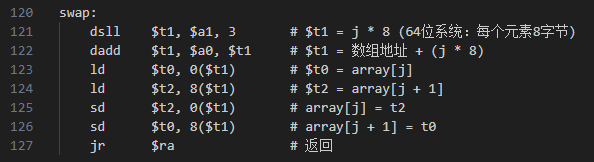 120 swap:
121 dsll $t1, $a1, 3 # $t1 = j * 8 (64位系统：每个元素8字节)
122 dadd $t1, $a0, $t1 # $t1 = 数组地址 + (j * 8)
123 ld $t0, 0($t1) # $t0 = array[j]
124 ld $t2, 8($t1) # $t2 = array[j + 1]
125 sd $t2, 0($t1) # array[j] = t2
126 sd $t0, 8($t1) # array[j + 1] = t0
127 jr $ra # 返回